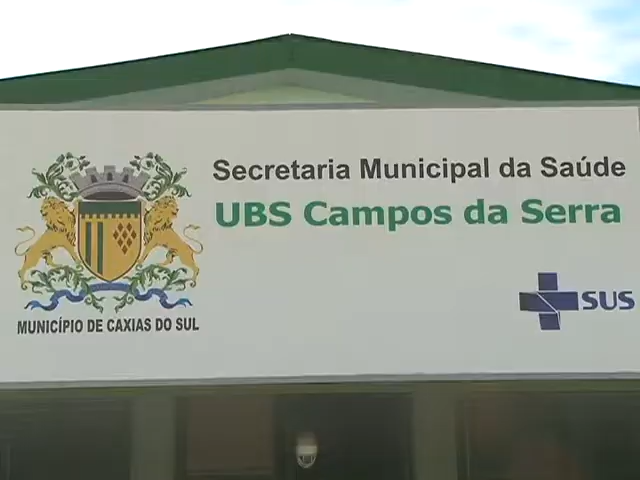 Secretaria Municipal da Saúde
UBS Campos da Serra
SUS
MUNICÍPIO DE CAXIAS DO SUL